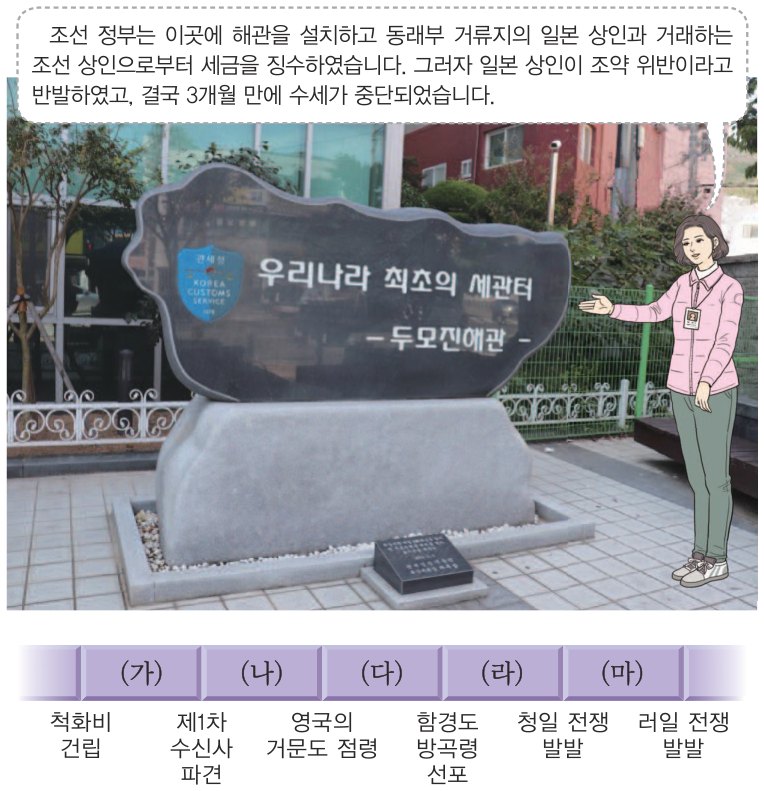 조선 정부는 이곳에 해관을 설치하고 동래부 거류지의 일본 상인과 거래하는
조선 상인으로부터 세금을 징수하였습니다. 그러자 일본 상인이 조약 위반이라고
반발하였고, 결국 3개월 만에 수세가 중단되었습니다.
관세청
KOREA
CUSTOMS
SERVICE
우리나라 최초의 세관터
- 두모진해관 -
(가) (나) (다) (라) (마)
척화비 제1차 영국의 함경도 청일 전쟁 러일 전쟁
건립 수신사 거문도 점령 방곡령 발발 발발
파견 선포